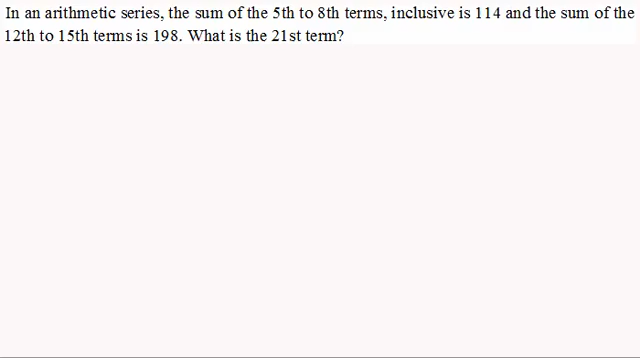 In an arithmetic series, the sum of the 5th to 8th terms, inclusive is 114 and the sum of the
12th to 15th terms is 198. What is the 21st term?